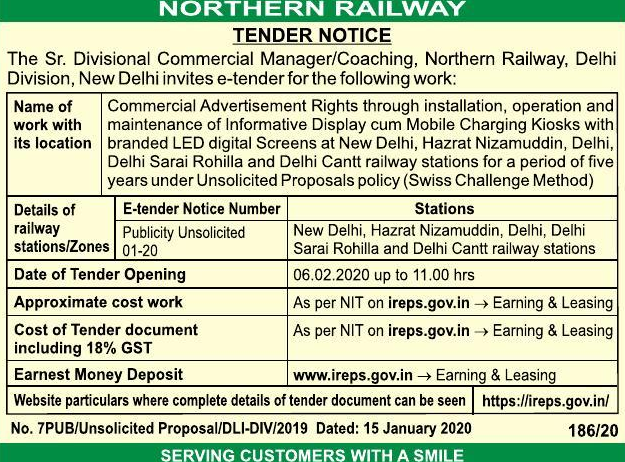 NORTHERN RAILWAY
TENDER NOTICE
The Sr. Divisional Commercial Manager/Coaching, Northern Railway, Delhi
Division, New Delhi invites e-tender for the following work:
Name of
work with
its location
Commercial Advertisement Rights through installation, operation and
maintenance of Informative Display cum Mobile Charging Kiosks with
branded LED digital Screens at New Delhi, Hazrat Nizamuddin, Delhi,
Delhi Sarai Rohilla and Delhi Cantt railway stations for a period of five
years under Unsolicited Proposals policy (Swiss Challenge Method)
Details of
railway
stations/Zones
E-tender Notice Number
Publicity Unsolicited
01-20
Stations
New Delhi, Hazrat Nizamuddin, Delhi, Delhi
Sarai Rohilla and Delhi Cantt railway stations
Date of Tender Opening
06.02.2020 up to 11.00 hrs
Approximate cost work
As per NIT on ireps.gov.in → Earning & Leasing
Cost of Tender document
including 18% GST
As per NIT on ireps.gov.in → Earning & Leasing
Earnest Money Deposit
www.ireps.gov.in → Earning & Leasing
Website particulars where complete details of tender document can be seen
https://ireps.gov.in/
No. 7PUB/Unsolicited Proposal/DLI-DIV/2019 Dated: 15 January 2020
186/20
SERVING CUSTOMERS WITH A SMILE